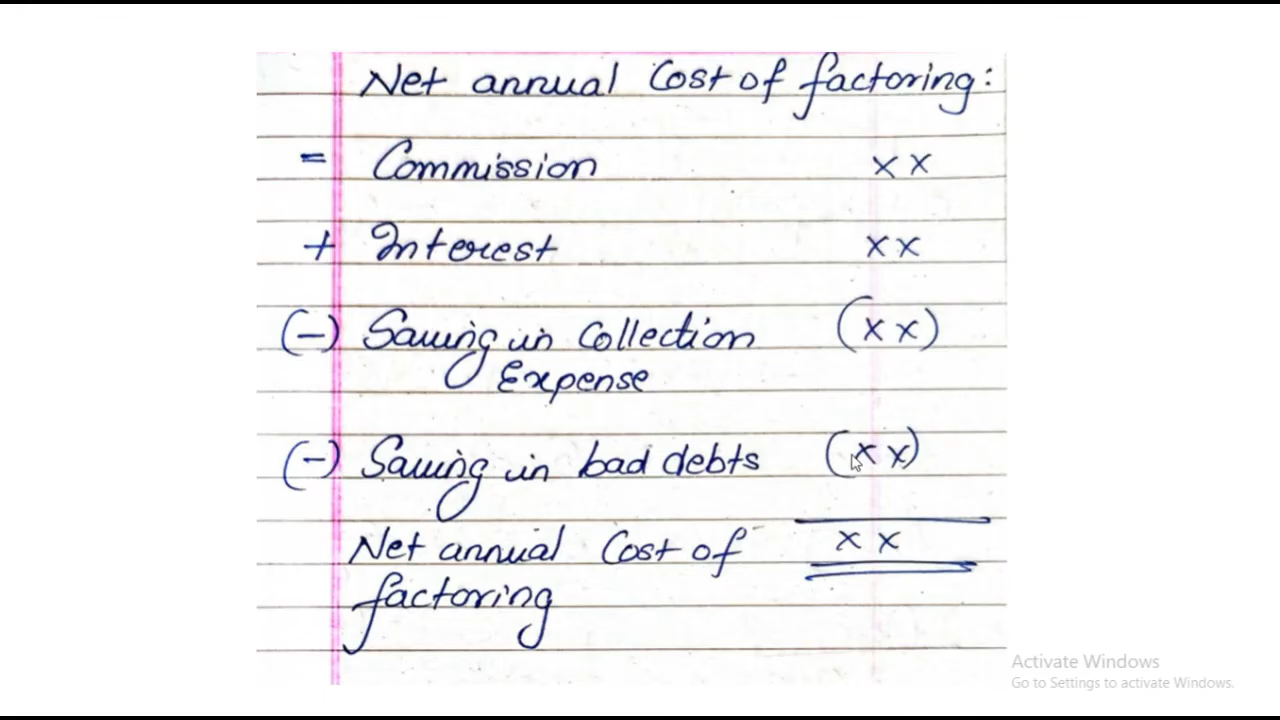 Net annual Cost of factoring:
= Commission xx
+ Interest xx
(-) Saving in Collection (xx)
Expense
(-) Saving in bad debts (xx)
Net annual Cost of xx
factoring
Activate Windows
Go to Settings to activate Windows.